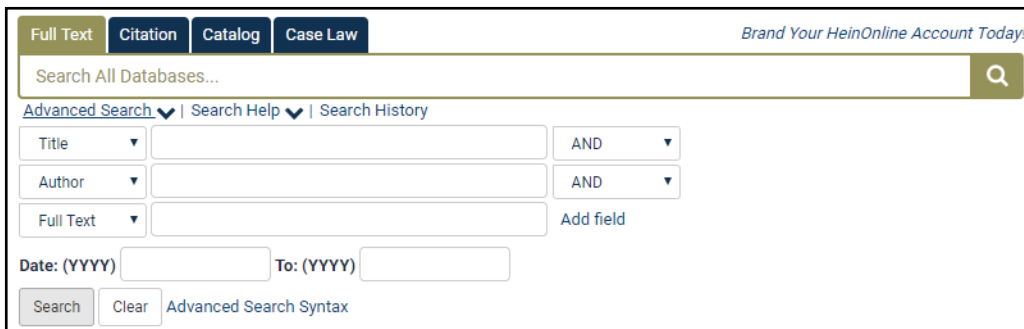 Full Text Citation Catalog Case Law Brand Your HeinOnline Account Today!
Search All Databases...
Advanced Search | Search Help | Search History
Title AND
Author AND
Full Text Add field
Date: (YYYY) To: (YYYY)
Search Clear Advanced Search Syntax